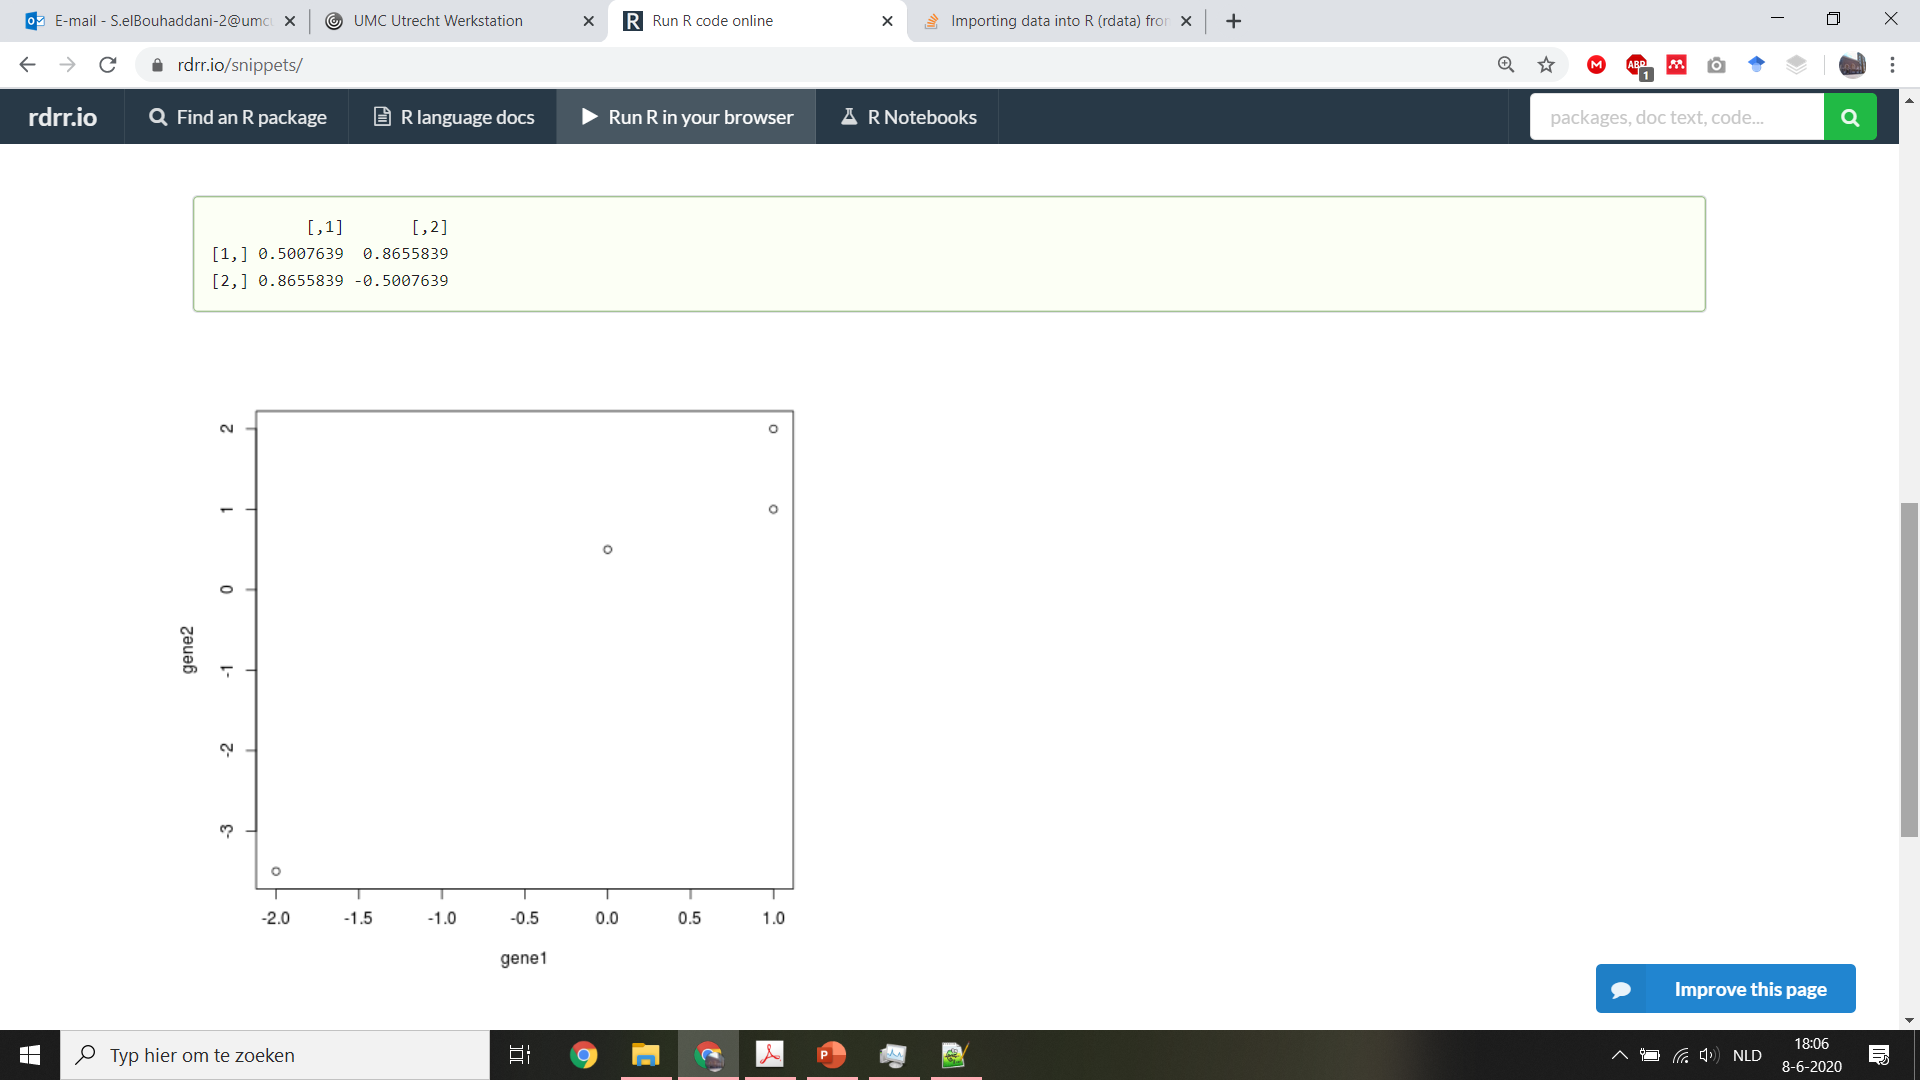 E-mail - S.elBouhaddani-2@umcu
UMC Utrecht Werkstation
Run R code online
Importing data into R (rdata) fror
rdrr.io/snippets/
ABP
1
rdrr.io
Find an R package
R language docs
Run R in your browser
R Notebooks
packages, doc text, code...
[,1] [,2]
[1,] 0.5007639 0.8655839
[2,] 0.8655839 -0.5007639
2
1
0
-1
-2
-3
gene2
-2.0 -1.5 -1.0 -0.5 0.0 0.5 1.0
gene1
Improve this page
Typ hier om te zoeken
NLD
18:06
8-6-2020